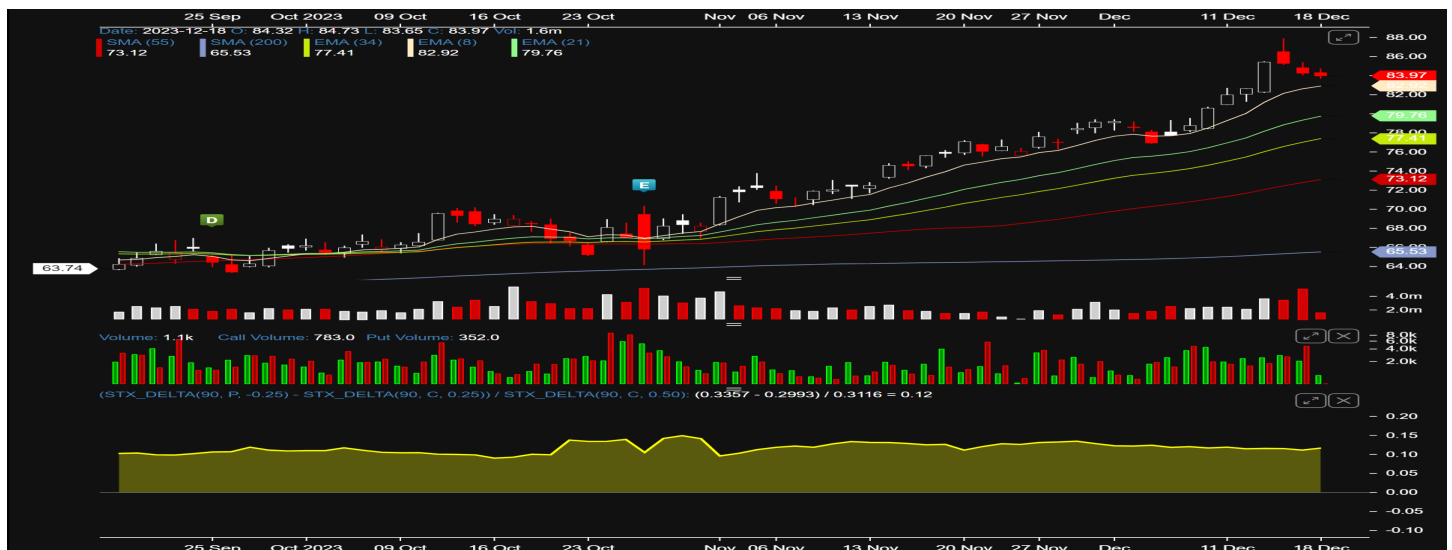 25 Sep Oct 2023 09 Oct 16 Oct 23 Oct Nov 06 Nov 13 Nov 20 Nov 27 Nov Dec 11 Dec 18 Dec
Date: 2023-12-18 O: 84.32 H: 84.73 L: 83.65 C: 83.97 Vol: 1.6m
SMA (55) SMA (200) EMA (34) EMA (8) EMA (21)
73.12 65.53 77.41 82.92 79.76
88.00
86.00
83.97
82.00
79.76
78.00
77.41
76.00
74.00
73.12
72.00
70.00
68.00
65.53
64.00
E
D
63.74
4.0m
2.0m
Volume: 1.1k Call Volume: 783.0 Put Volume: 352.0
8.0k
6.0k
4.0k
2.0k
(STX_DELTA(90, P, -0.25) - STX_DELTA(90, C, 0.25)) / STX_DELTA(90, C, 0.50): (0.3357 - 0.2993) / 0.3116 = 0.12
0.20
0.15
0.10
0.05
0.00
-0.05
-0.10
25 Sep Oct 2023 09 Oct 16 Oct 23 Oct Nov 06 Nov 13 Nov 20 Nov 27 Nov Dec 11 Dec 18 Dec